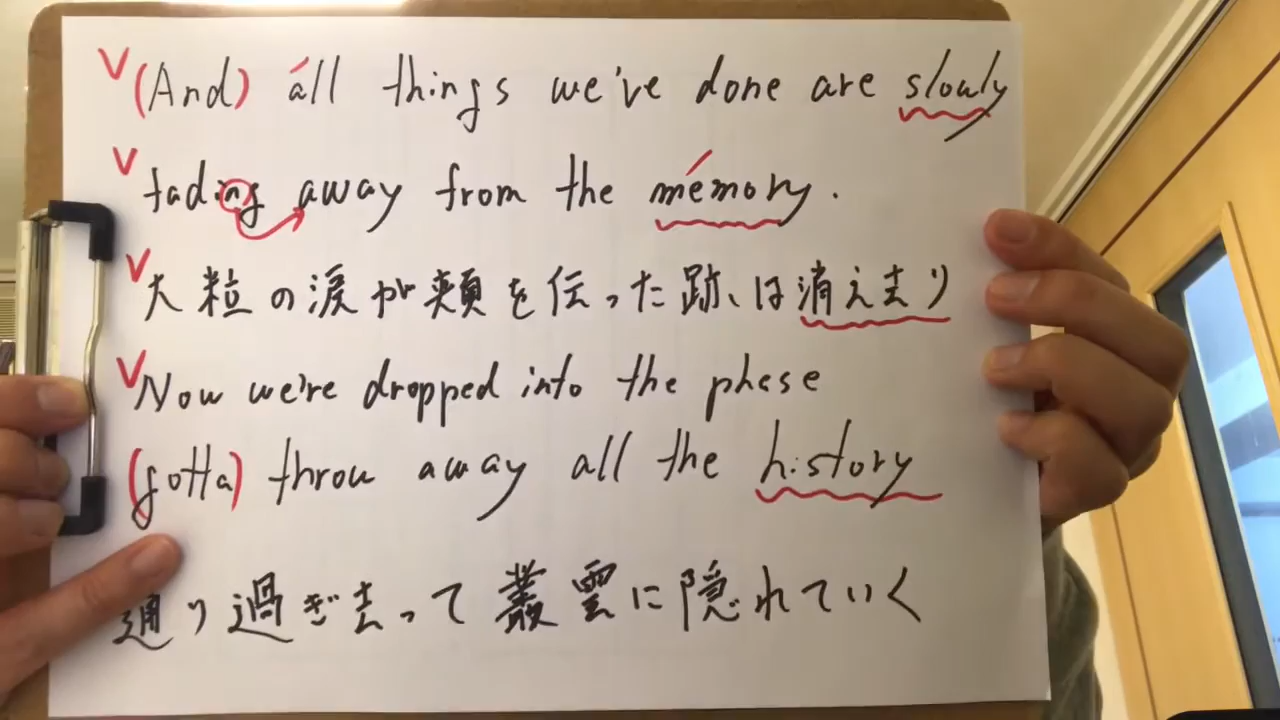 (And) all things we've done are slowly
fading away from the memory.
大粒の涙が頬を伝った跡、は消え去り
Now we're dropped into the phase
(gotta) throw away all the history
通り過ぎ去って叢雲に隠れていく